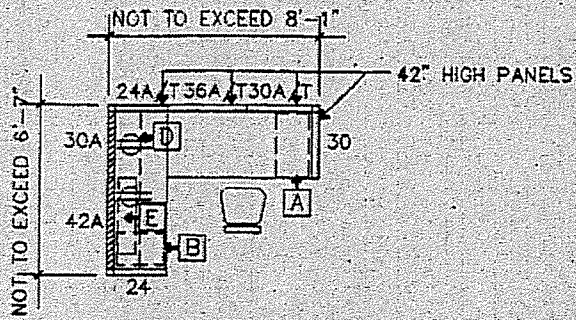 NOT TO EXCEED 8'-1"
42" HIGH PANELS
24A T 36A T 30A T
NOT TO EXCEED 6'-7"
30A
D
30
A
42A
E
B
24